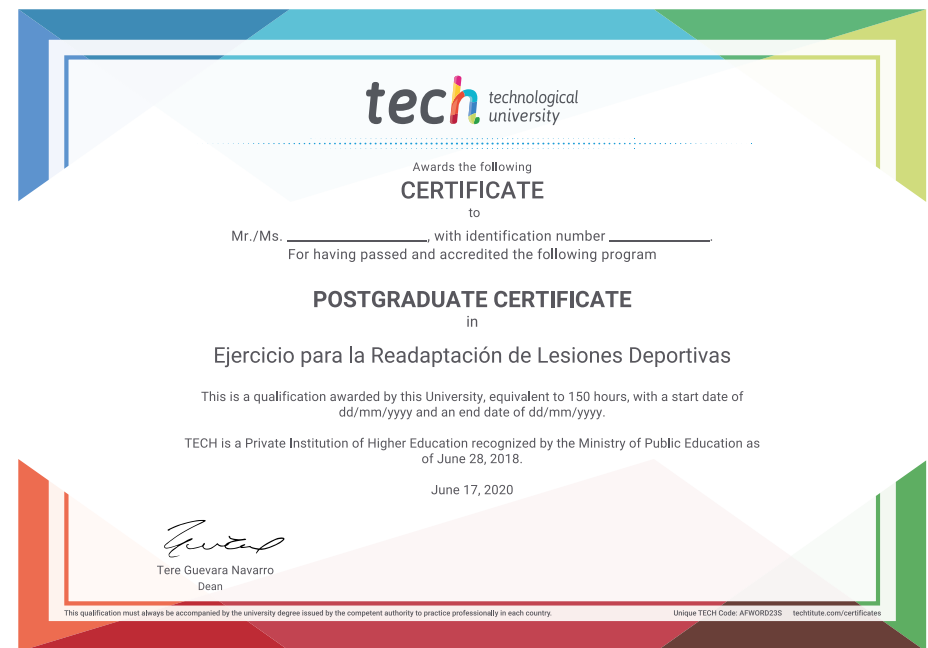 tech technological
university
Awards the following
CERTIFICATE
to
Mr./Ms. ____________________, with identification number ______________.
For having passed and accredited the following program
POSTGRADUATE CERTIFICATE
in
Ejercicio para la Readaptación de Lesiones Deportivas
This is a qualification awarded by this University, equivalent to 150 hours, with a start date of
dd/mm/yyyy and an end date of dd/mm/yyyy.
TECH is a Private Institution of Higher Education recognized by the Ministry of Public Education as
of June 28, 2018.
June 17, 2020
Tere Guevara Navarro
Dean
This qualification must always be accompanied by the university degree issued by the competent authority to practice professionally in each country.
Unique TECH Code: AFWORD23S techtitute.com/certificates